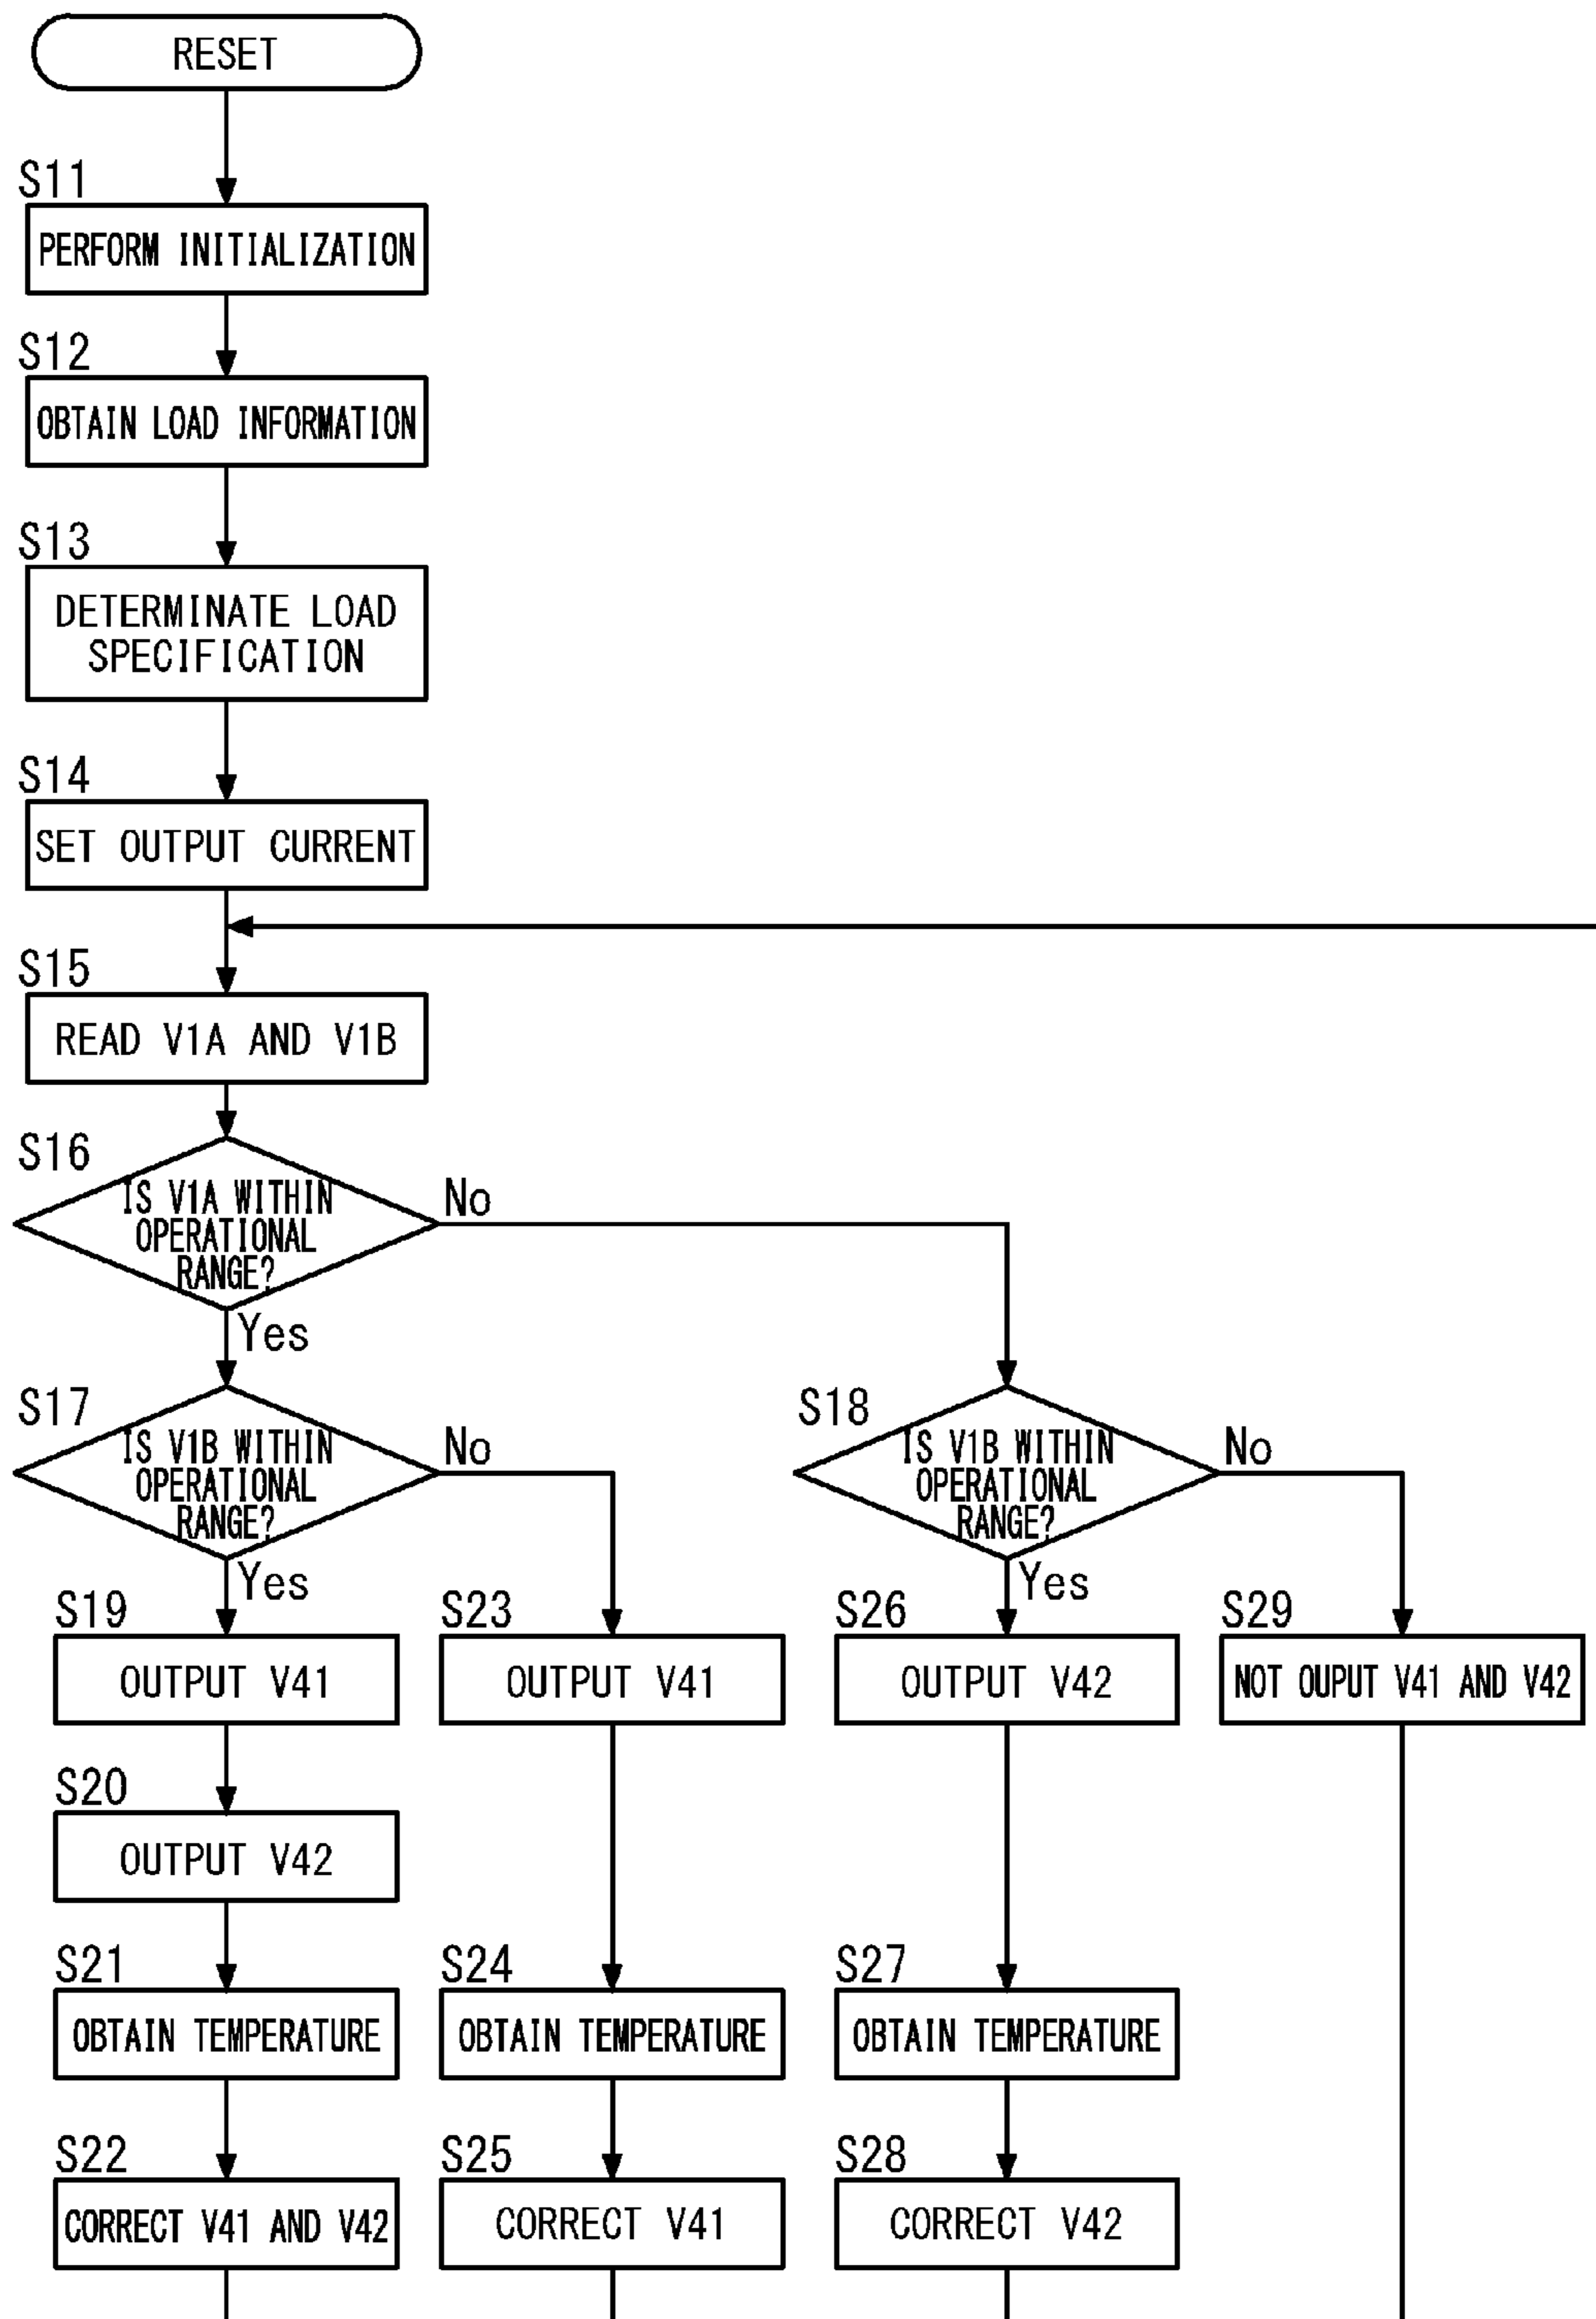 RESET
S11
PERFORM INITIALIZATION
S12
OBTAIN LOAD INFORMATION
S13
DETERMINATE LOAD
SPECIFICATION
S14
SET OUTPUT CURRENT
S15
READ V1A AND V1B
S16
IS V1A WITHIN
OPERATIONAL
RANGE?
No
Yes
S17
IS V1B WITHIN
OPERATIONAL
RANGE?
No
Yes
S18
IS V1B WITHIN
OPERATIONAL
RANGE?
No
Yes
S19
OUTPUT V41
S23
OUTPUT V41
S26
OUTPUT V42
S29
NOT OUPUT V41 AND V42
S20
OUTPUT V42
S21
OBTAIN TEMPERATURE
S24
OBTAIN TEMPERATURE
S27
OBTAIN TEMPERATURE
S22
CORRECT V41 AND V42
S25
CORRECT V41
S28
CORRECT V42